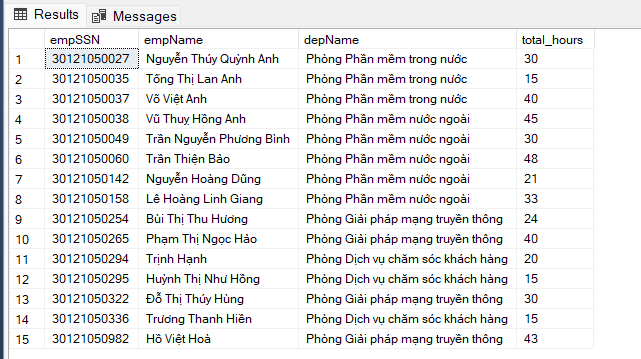 Results Messages
empSSN empName depName total_hours
1 30121050027 Nguyễn Thúy Quỳnh Anh Phòng Phần mềm trong nước 30
2 30121050035 Tống Thị Lan Anh Phòng Phần mềm trong nước 15
3 30121050037 Võ Việt Anh Phòng Phần mềm trong nước 40
4 30121050038 Vũ Thuỵ Hồng Anh Phòng Phần mềm nước ngoài 45
5 30121050049 Trần Nguyễn Phương Bình Phòng Phần mềm nước ngoài 30
6 30121050060 Trần Thiện Bảo Phòng Phần mềm nước ngoài 48
7 30121050142 Nguyễn Hoàng Dũng Phòng Phần mềm nước ngoài 21
8 30121050158 Lê Hoàng Linh Giang Phòng Phần mềm nước ngoài 33
9 30121050254 Bùi Thị Thu Hương Phòng Giải pháp mạng truyền thông 24
10 30121050265 Phạm Thị Ngọc Hảo Phòng Giải pháp mạng truyền thông 40
11 30121050294 Trịnh Hạnh Phòng Dịch vụ chăm sóc khách hàng 20
12 30121050295 Huỳnh Thị Như Hồng Phòng Dịch vụ chăm sóc khách hàng 15
13 30121050322 Đỗ Thị Thúy Hùng Phòng Giải pháp mạng truyền thông 30
14 30121050336 Trương Thanh Hiền Phòng Dịch vụ chăm sóc khách hàng 15
15 30121050982 Hồ Việt Hoà Phòng Giải pháp mạng truyền thông 43